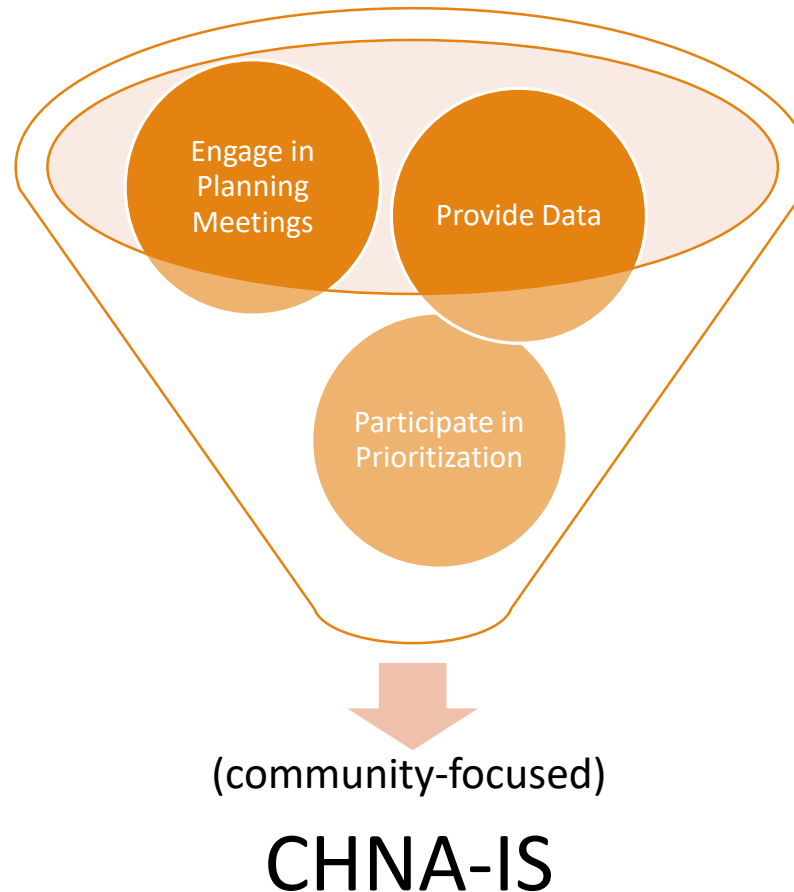 Engage in
Planning
Meetings
Provide Data
Participate in
Prioritization
(community-focused)
CHNA-IS